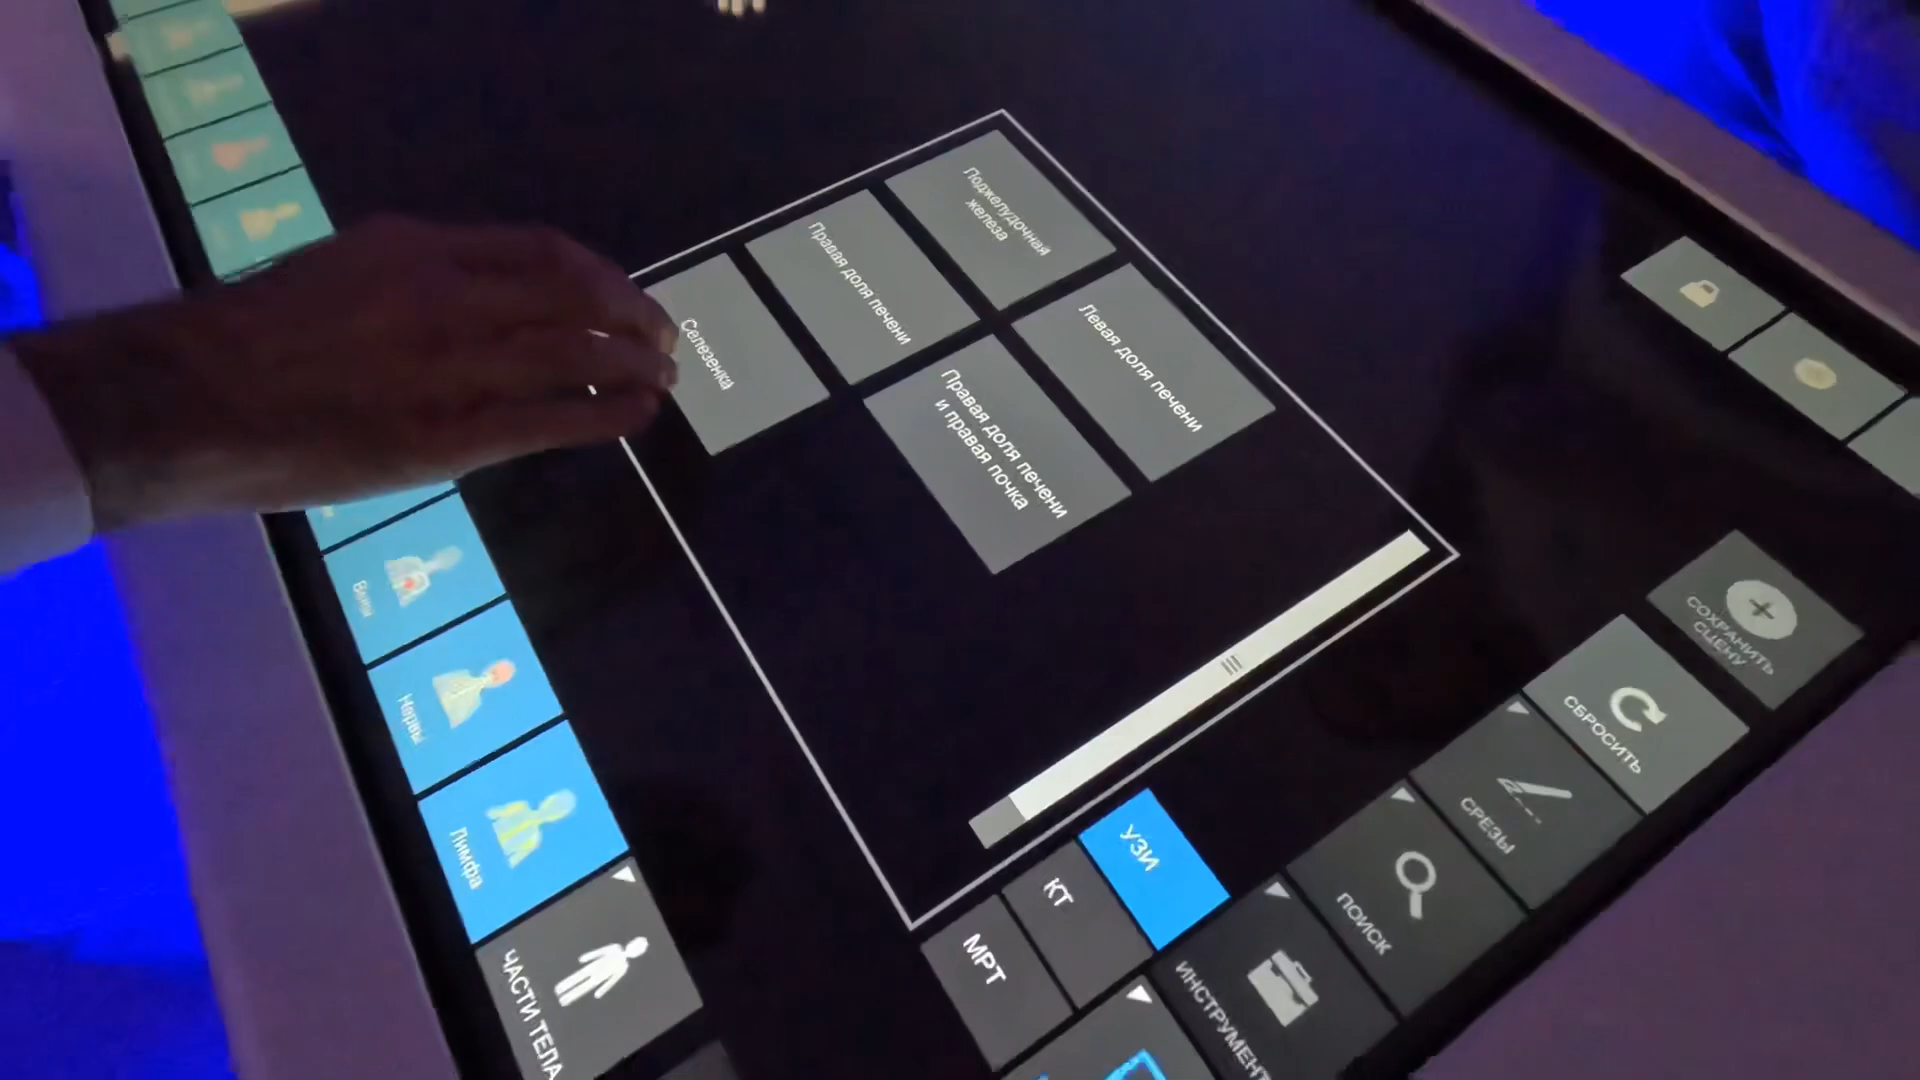 Селезенка
Правая доля печени
Поджелудочная
железа
Правая доля печени
и правая почка
Левая доля печени
Вены
Нервы
Лимфа
ЧАСТИ ТЕЛА
МРТ
КТ
УЗИ
ИНСТРУМЕНТ
ПОИСК
СРЕЗЫ
СБРОСИТЬ
СОХРАНИТЬ
СЦЕНУ